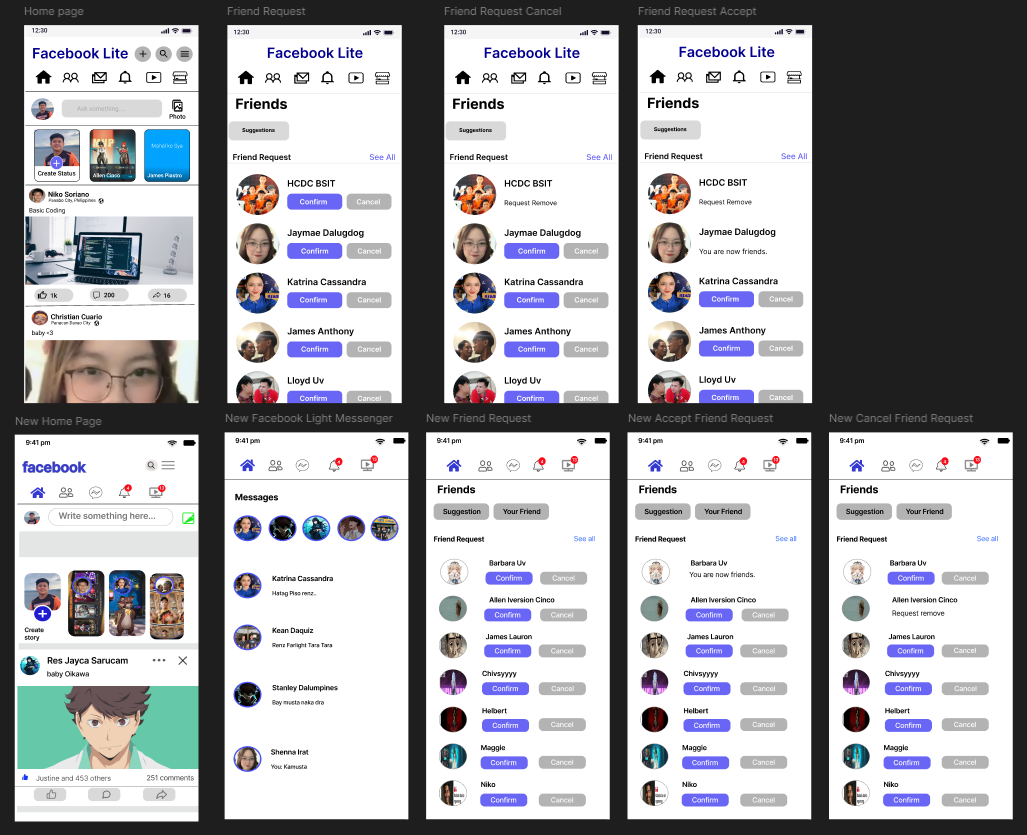 Home page
12:30
Facebook Lite
Ask something...
Photo
Create Status
Allen Ciaso
Mahal ko Sya
James Plastro
Niko Soriano
Panabo City, Philippines
Basic Coding
1k
200
16
Christian Cuario
baby <3
Friend Request
12:30
Facebook Lite
Friends
Suggestions
Friend Request
See All
HCDC BSIT
Confirm
Cancel
Jaymae Dalugdog
Confirm
Cancel
Katrina Cassandra
Confirm
Cancel
James Anthony
Confirm
Cancel
Lloyd Uv
Confirm
Cancel
Friend Request Cancel
12:30
Facebook Lite
Friends
Suggestions
Friend Request
See All
HCDC BSIT
Request Remove
Jaymae Dalugdog
Confirm
Cancel
Katrina Cassandra
Confirm
Cancel
James Anthony
Confirm
Cancel
Lloyd Uv
Confirm
Cancel
Friend Request Accept
12:30
Facebook Lite
Friends
Suggestions
Friend Request
See All
HCDC BSIT
Request Remove
Jaymae Dalugdog
You are now friends.
Katrina Cassandra
Confirm
Cancel
James Anthony
Confirm
Cancel
Lloyd Uv
Confirm
Cancel
New Home Page
9:41 pm
facebook
Write something here...
Create
story
Res Jayca Sarucam
baby Oikawa
Justine and 453 others
251 comments
New Facebook Light Messenger
9:41 pm
Messages
Katrina Cassandra
Hatag Piso renz..
Kean Daquiz
Renz Farlight Tara Tara
Stanley Dalumpines
Bay musta naka dra
Shenna Irat
You: Kamusta
New Friend Request
9:41 pm
Friends
Suggestion
Your Friend
Friend Request
See all
Barbara Uv
Confirm
Cancel
Allen Iversion Cinco
Confirm
Cancel
James Lauron
Confirm
Cancel
Chivsyyyy
Confirm
Cancel
Helbert
Confirm
Cancel
Maggie
Confirm
Cancel
Niko
Confirm
Cancel
New Accept Friend Request
9:41 pm
Friends
Suggestion
Your Friend
Friend Request
See all
Barbara Uv
You are now friends.
Allen Iversion Cinco
Confirm
Cancel
James Lauron
Confirm
Cancel
Chivsyyyy
Confirm
Cancel
Helbert
Confirm
Cancel
Maggie
Confirm
Cancel
Niko
Confirm
Cancel
New Cancel Friend Request
9:41 pm
Friends
Suggestion
Your Friend
Friend Request
See all
Barbara Uv
Confirm
Cancel
Allen Iversion Cinco
Request remove
James Lauron
Confirm
Cancel
Chivsyyyy
Confirm
Cancel
Helbert
Confirm
Cancel
Maggie
Confirm
Cancel
Niko
Confirm
Cancel